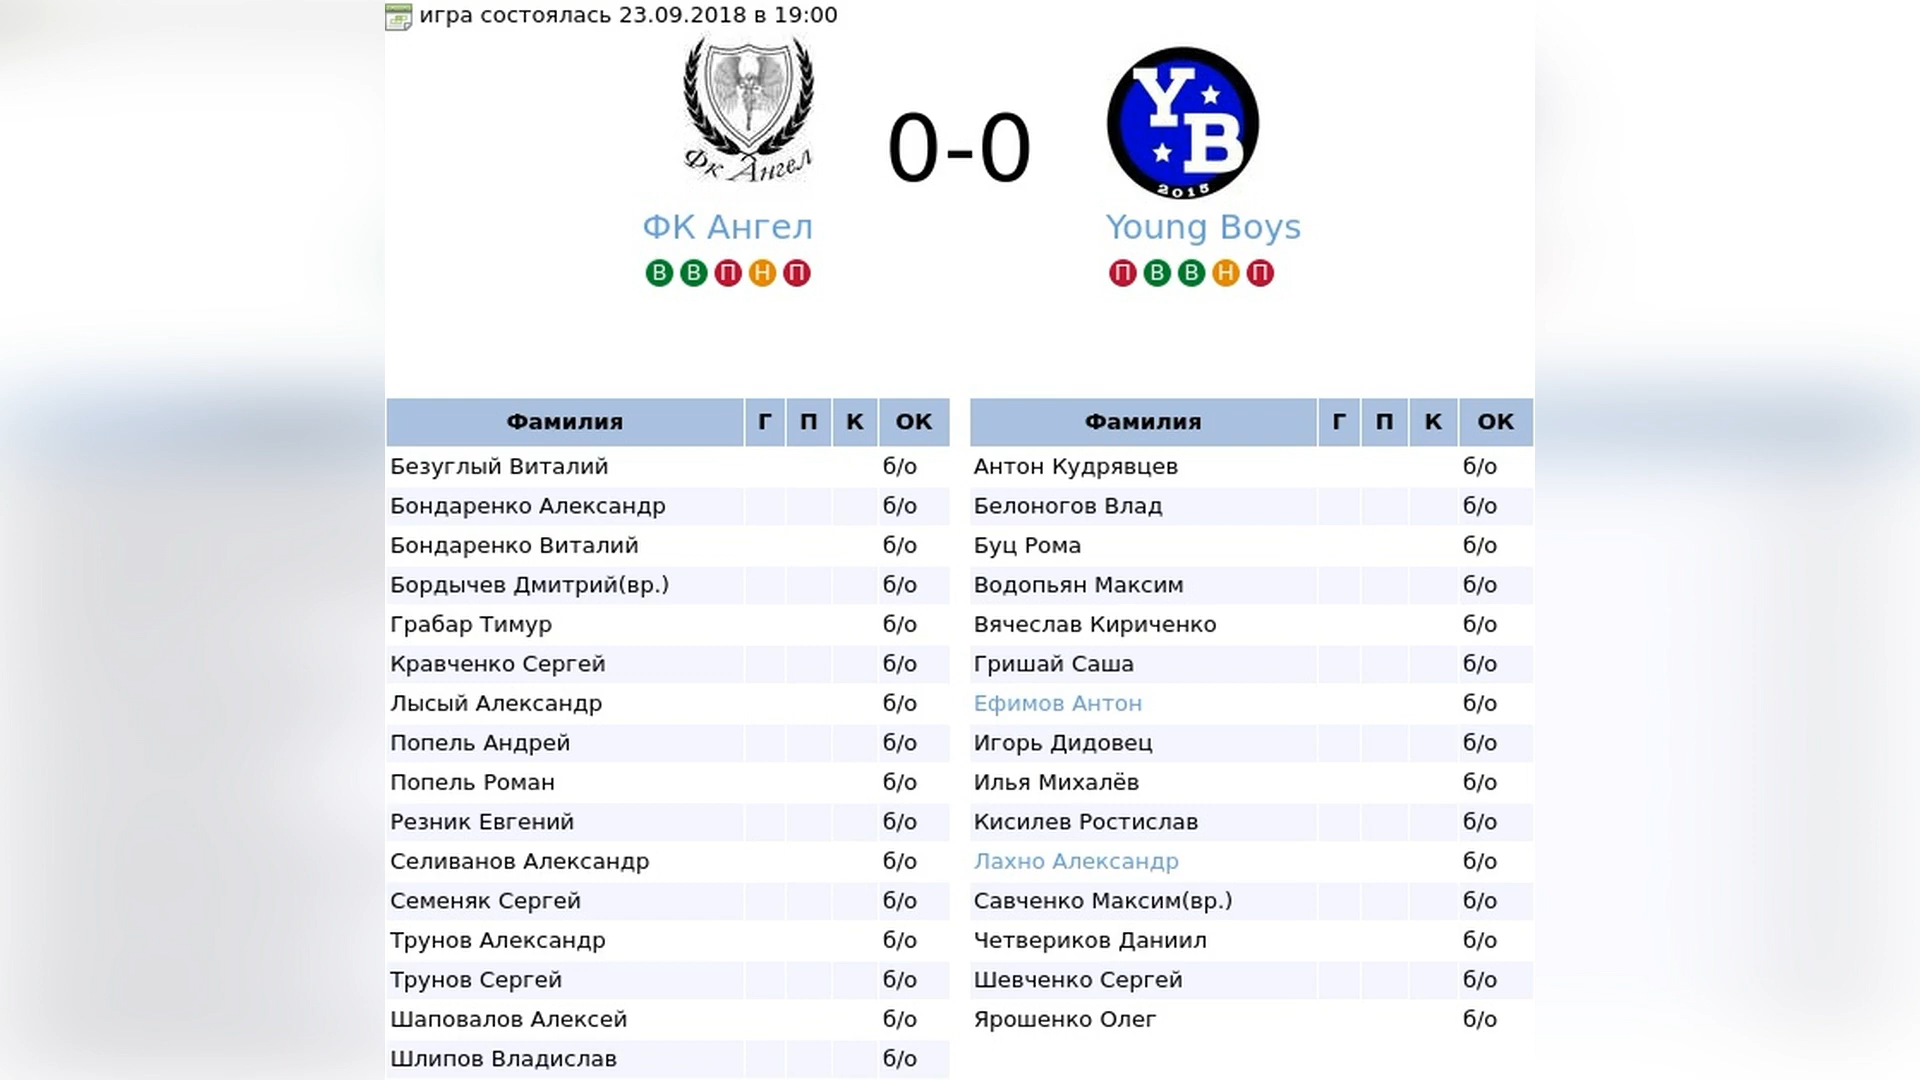 игра состоялась 23.09.2018 в 19:00
Фк Ангел
0-0
Y B
2015
ФК Ангел
Young Boys
В В П Н П
П В В Н П
Фамилия Г П К ОК
Безуглый Виталий б/о
Бондаренко Александр б/о
Бондаренко Виталий б/о
Бордычев Дмитрий(вр.) б/о
Грабар Тимур б/о
Кравченко Сергей б/о
Лысый Александр б/о
Попель Андрей б/о
Попель Роман б/о
Резник Евгений б/о
Селиванов Александр б/о
Семеняк Сергей б/о
Трунов Александр б/о
Трунов Сергей б/о
Шаповалов Алексей б/о
Шлипов Владислав б/о
Фамилия Г П К ОК
Антон Кудрявцев б/о
Белоногов Влад б/о
Буц Рома б/о
Водопьян Максим б/о
Вячеслав Кириченко б/о
Гришай Саша б/о
Ефимов Антон б/о
Игорь Дидовец б/о
Илья Михалёв б/о
Кисилев Ростислав б/о
Лахно Александр б/о
Савченко Максим(вр.) б/о
Четвериков Даниил б/о
Шевченко Сергей б/о
Ярошенко Олег б/о